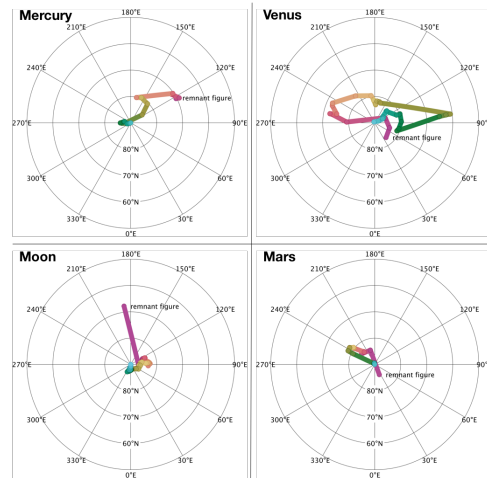 Mercury
180°E
210°E
150°E
240°E
120°E
remnant figure
270°E
90°
80°N
300°E
60°E
70°N
60°N
330°E
30°E
0°E
Venus
180°E
210°E
150°E
240°E
120°E
270°E
90°
remnant figure
80°N
300°E
60°E
70°N
60°N
330°E
30°E
0°E
Moon
180°E
210°E
150°E
remnant figure
240°E
120°E
270°E
90°
80°N
300°E
60°E
70°N
60°N
330°E
30°E
0°E
Mars
180°E
210°E
150°E
240°E
120°E
270°E
90°
remnant figure
80°N
300°E
60°E
70°N
60°N
330°E
30°E
0°E